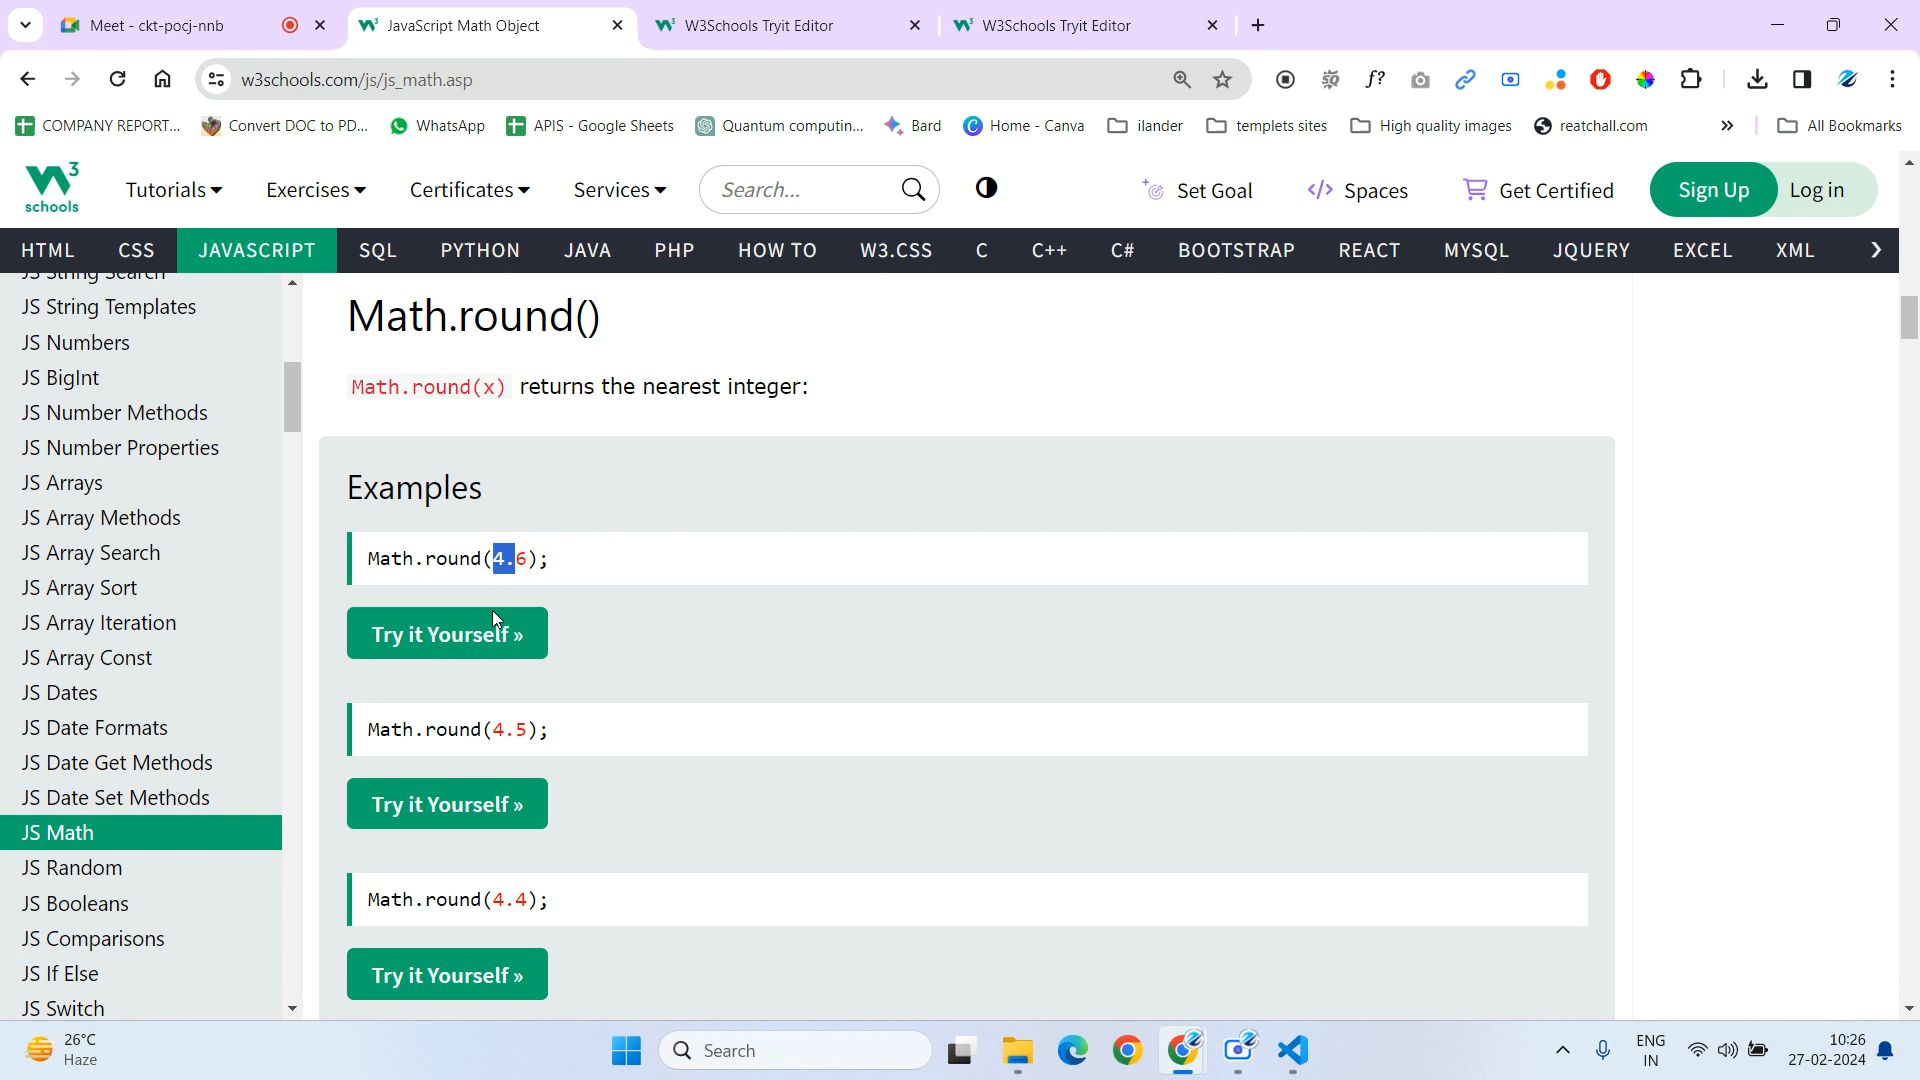 Meet - ckt-pocj-nnb
JavaScript Math Object
W3Schools Tryit Editor
W3Schools Tryit Editor
w3schools.com/js/js_math.asp
COMPANY REPORT...
Convert DOC to PD...
WhatsApp
APIS - Google Sheets
Quantum computin...
Bard
Home - Canva
ilander
templets sites
High quality images
reatchall.com
All Bookmarks
schools
Tutorials
Exercises
Certificates
Services
Search...
Set Goal
Spaces
Get Certified
Sign Up
Log in
HTML
CSS
JAVASCRIPT
SQL
PYTHON
JAVA
PHP
HOW TO
W3.CSS
C
C++
C#
BOOTSTRAP
REACT
MYSQL
JQUERY
EXCEL
XML
JS String Search
JS String Templates
JS Numbers
JS BigInt
JS Number Methods
JS Number Properties
JS Arrays
JS Array Methods
JS Array Search
JS Array Sort
JS Array Iteration
JS Array Const
JS Dates
JS Date Formats
JS Date Get Methods
JS Date Set Methods
JS Math
JS Random
JS Booleans
JS Comparisons
JS If Else
JS Switch
Math.round()
Math.round(x) returns the nearest integer:
Examples
Math.round(4.6);
Try it Yourself »
Math.round(4.5);
Try it Yourself »
Math.round(4.4);
Try it Yourself »
26°C
Haze
Search
ENG
IN
10:26
27-02-2024